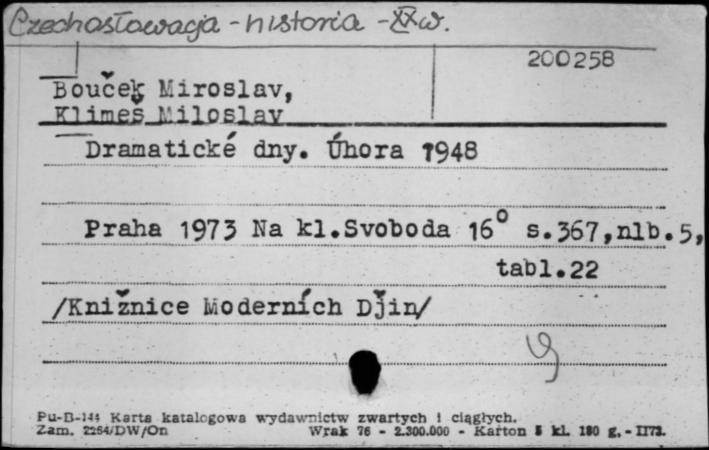 Czechosłowacja - historia - XX w.
200258
Bouček Miroslav,
Klimeš Miloslav
Dramatické dny. Úhora 1948
Praha 1973 Na kl.Svoboda 16° s.367,nlb.5,
tabl.22
/Knižnice Moderních Djin/
Pu-B-144 Karta katalogowa wydawnictw zwartych i ciągłych.
Zam. 2264/DW/On Wrak 76 - 2.300.000 - Karton 5 kl. 180 g. - II73.